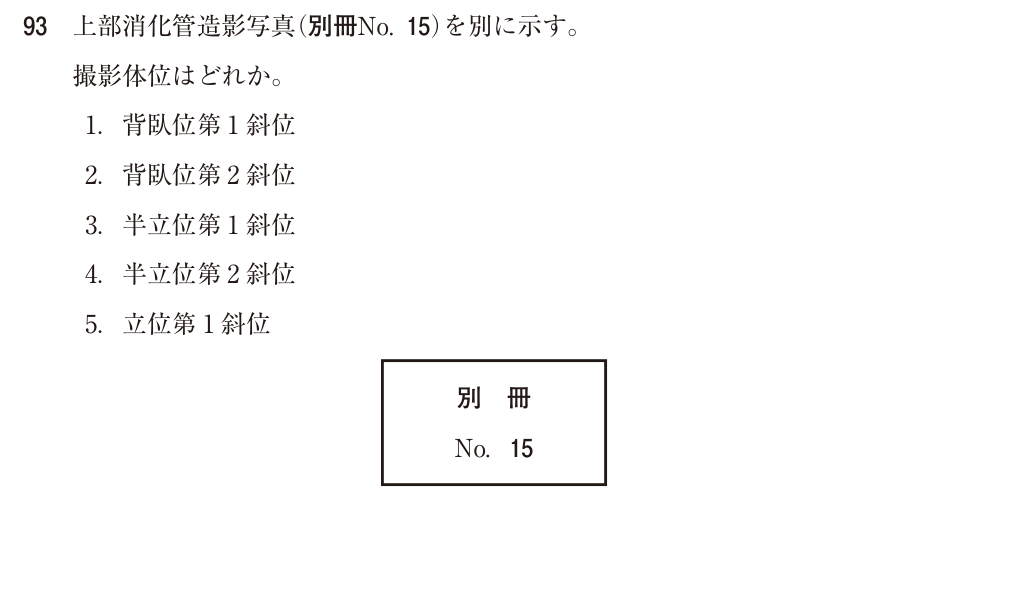 93 上部消化管造影写真(別冊No. 15)を別に示す。
撮影体位はどれか。
1. 背臥位第1斜位
2. 背臥位第2斜位
3. 半立位第1斜位
4. 半立位第2斜位
5. 立位第1斜位
別 冊
No. 15